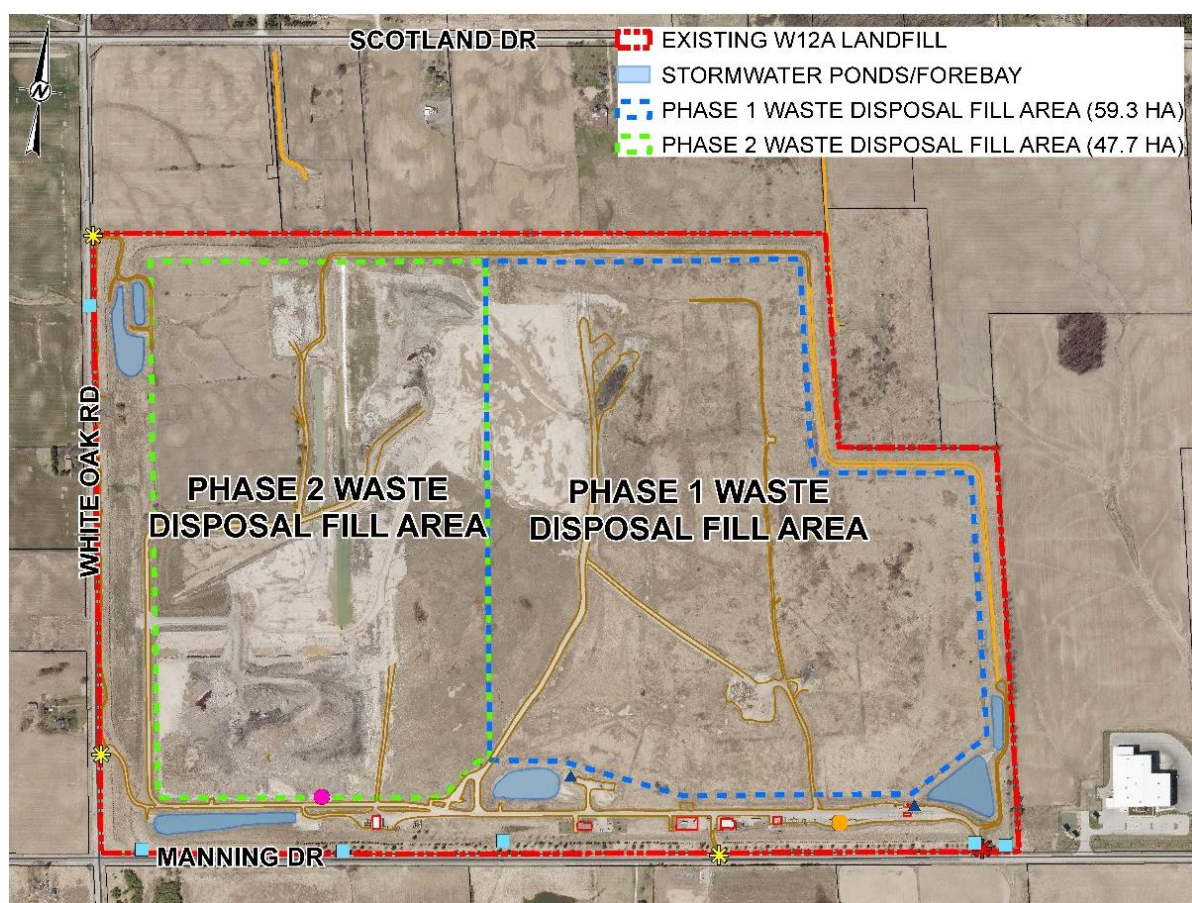 SCOTLAND DR
EXISTING W12A LANDFILL
STORMWATER PONDS/FOREBAY
PHASE 1 WASTE DISPOSAL FILL AREA (59.3 HA)
PHASE 2 WASTE DISPOSAL FILL AREA (47.7 HA)
N
WHITE OAK RD
PHASE 2 WASTE
DISPOSAL FILL AREA
PHASE 1 WASTE
DISPOSAL FILL AREA
MANNING DR